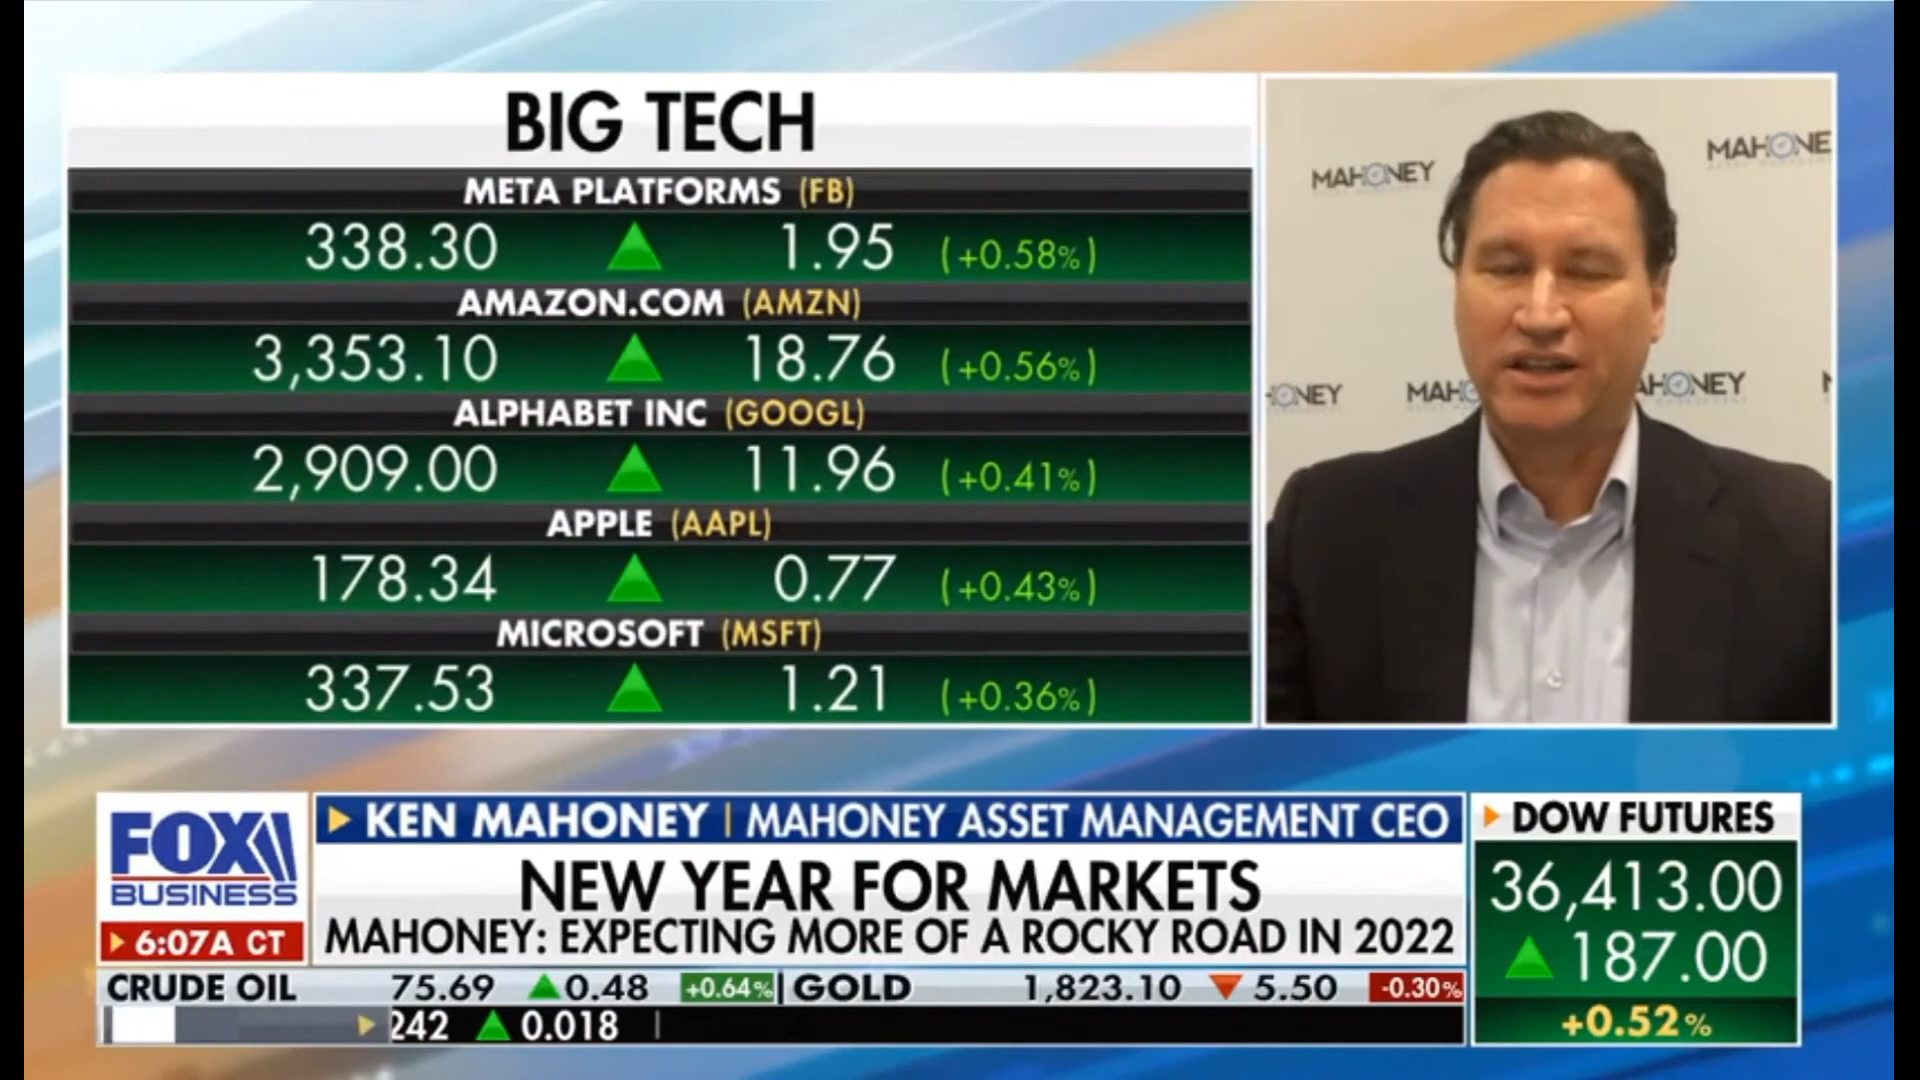 BIG TECH
META PLATFORMS (FB)
338.30 ▲ 1.95 (+0.58%)
AMAZON.COM (AMZN)
3,353.10 ▲ 18.76 (+0.56%)
ALPHABET INC (GOOGL)
2,909.00 ▲ 11.96 (+0.41%)
APPLE (AAPL)
178.34 ▲ 0.77 (+0.43%)
MICROSOFT (MSFT)
337.53 ▲ 1.21 (+0.36%)
MAHONEY
MAHONE
HONEY
MAHO
AHONEY
FOX
BUSINESS
6:07A CT
KEN MAHONEY | MAHONEY ASSET MANAGEMENT CEO
NEW YEAR FOR MARKETS
MAHONEY: EXPECTING MORE OF A ROCKY ROAD IN 2022
DOW FUTURES
36,413.00
▲ 187.00
+0.52%
CRUDE OIL 75.69 ▲ 0.48 +0.64% | GOLD 1,823.10 ▼ 5.50 -0.30%
242 ▲ 0.018 |